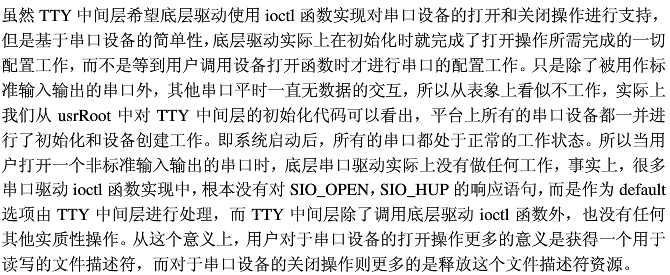 虽然 TTY 中间层希望底层驱动使用 ioctl 函数实现对串口设备的打开和关闭操作进行支持，
但是基于串口设备的简单性，底层驱动实际上在初始化时就完成了打开操作所需完成的一切
配置工作，而不是等到用户调用设备打开函数时才进行串口的配置工作。只是除了被用作标
准输入输出的串口外，其他串口平时一直无数据的交互，所以从表象上看似不工作，实际上
我们从 usrRoot 中对 TTY 中间层的初始化代码可以看出，平台上所有的串口设备都一并进
行了初始化和设备创建工作。即系统启动后，所有的串口都处于正常的工作状态。所以当用
户打开一个非标准输入输出的串口时，底层串口驱动实际上没有做任何工作，事实上，很多
串口驱动 ioctl 函数实现中，根本没有对 SIO_OPEN，SIO_HUP 的响应语句，而是作为 default
选项由 TTY 中间层进行处理，而 TTY 中间层除了调用底层驱动 ioctl 函数外，也没有任何
其他实质性操作。从这个意义上，用户对于串口设备的打开操作更多的意义是获得一个用于
读写的文件描述符，而对于串口设备的关闭操作则更多的是释放这个文件描述符资源。